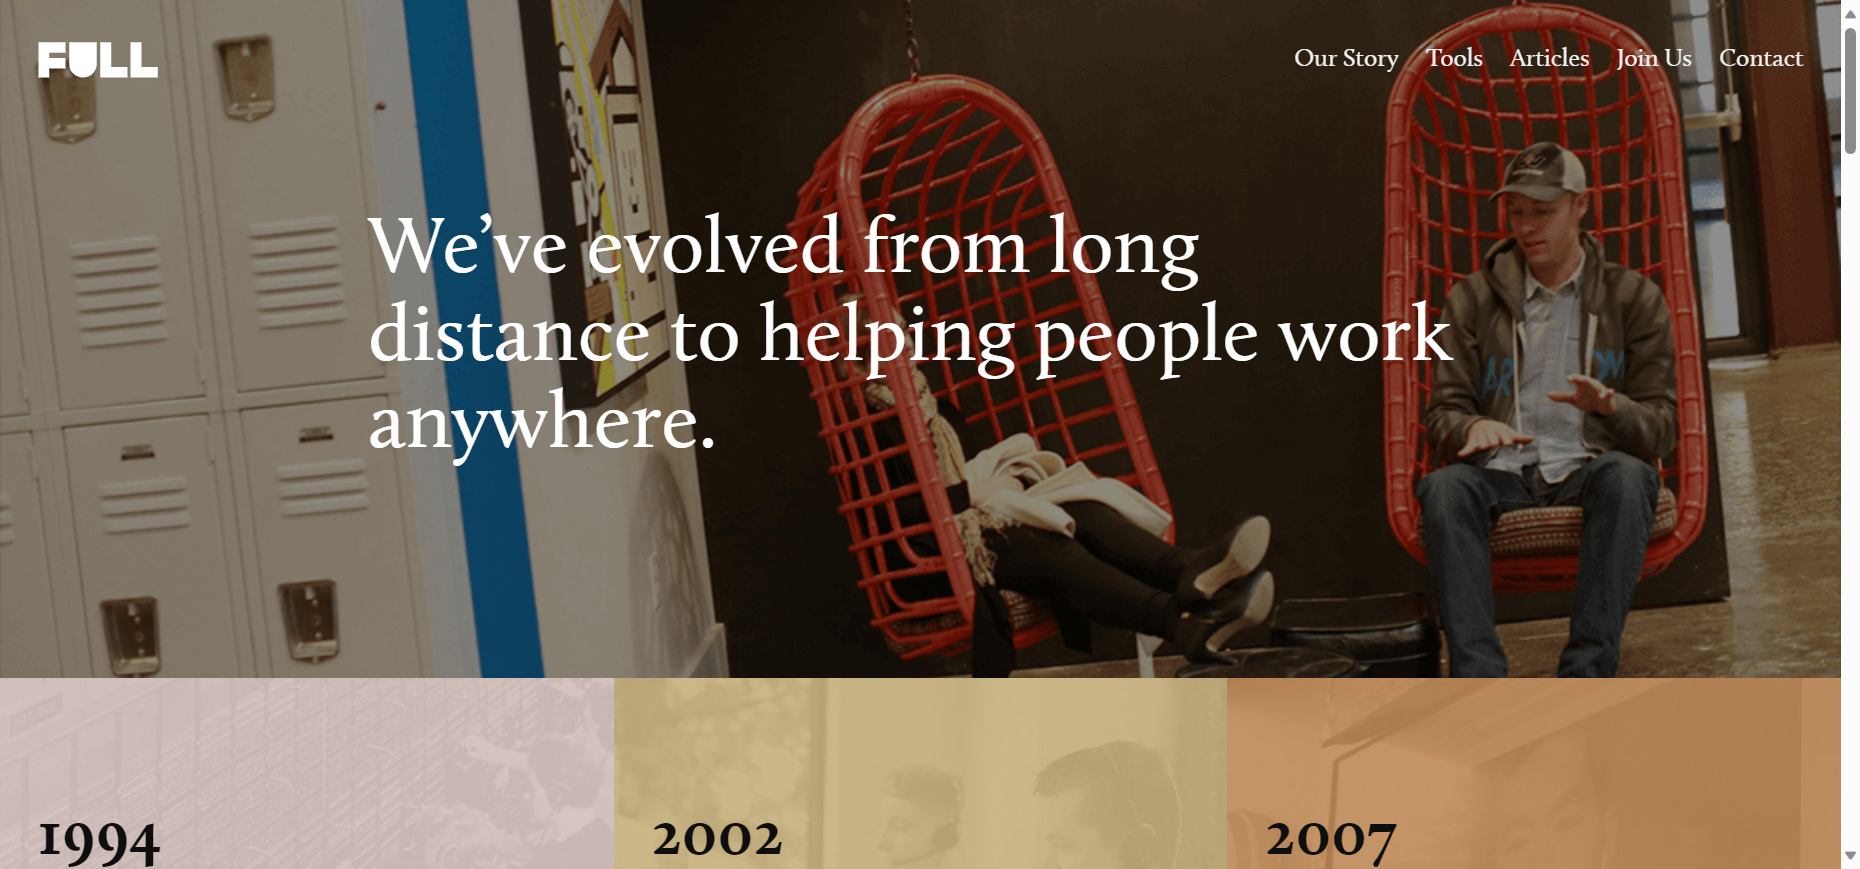 FULL
Our Story Tools Articles Join Us Contact
We’ve evolved from long
distance to helping people work
anywhere.
1994
2002
2007